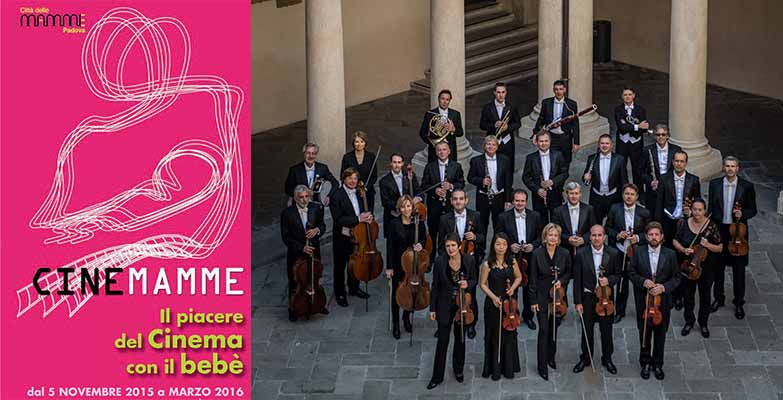 Città delle
MAMME
Padova
CINEMAMME
Il piacere
del Cinema
con il bebè
dal 5 NOVEMBRE 2015 a MARZO 2016